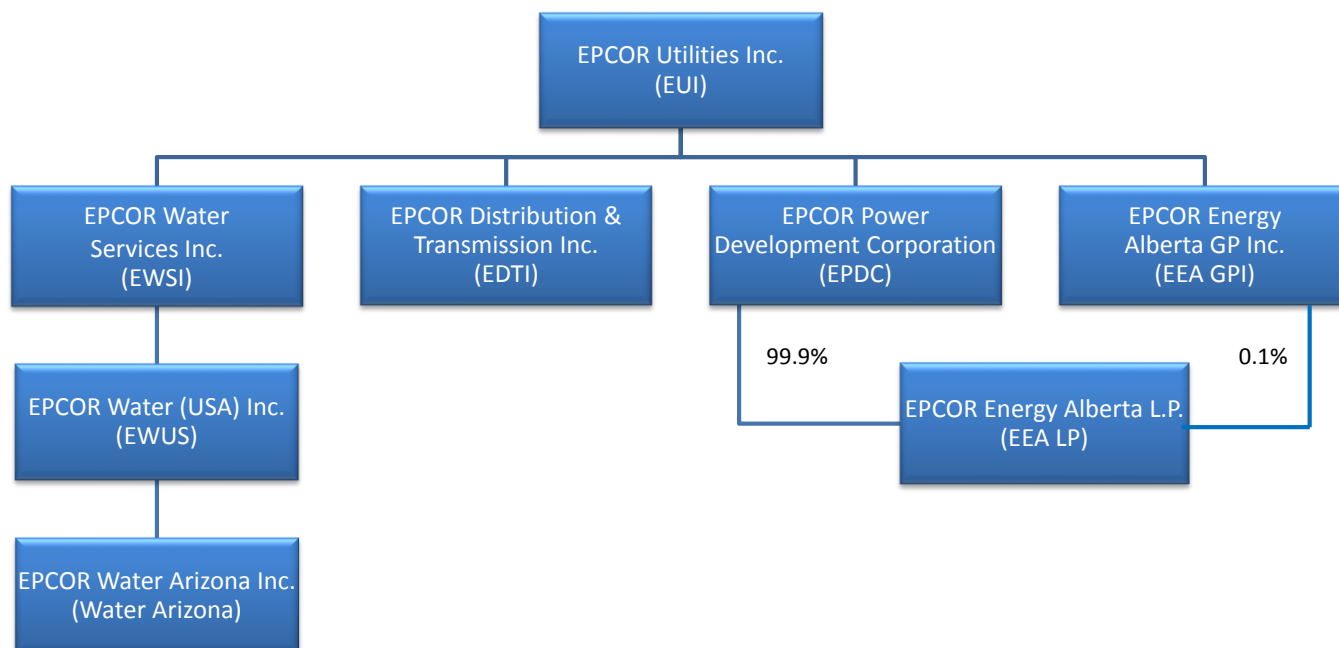 EPCOR Utilities Inc.
(EUI)
EPCOR Water
Services Inc.
(EWSI)
EPCOR Distribution &
Transmission Inc.
(EDTI)
EPCOR Power
Development Corporation
(EPDC)
EPCOR Energy
Alberta GP Inc.
(EEA GPI)
99.9%
0.1%
EPCOR Water (USA) Inc.
(EWUS)
EPCOR Energy Alberta L.P.
(EEA LP)
EPCOR Water Arizona Inc.
(Water Arizona)